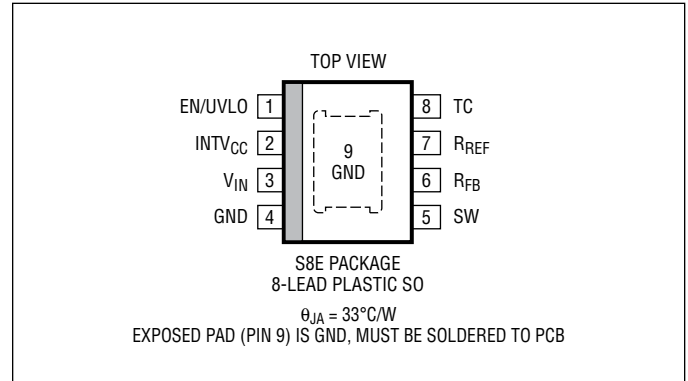 TOP VIEW
EN/UVLO 1
INTVCC 2
VIN 3
GND 4
8 TC
7 RREF
6 RFB
5 SW
9
GND
S8E PACKAGE
8-LEAD PLASTIC SO
θJA = 33°C/W
EXPOSED PAD (PIN 9) IS GND, MUST BE SOLDERED TO PCB